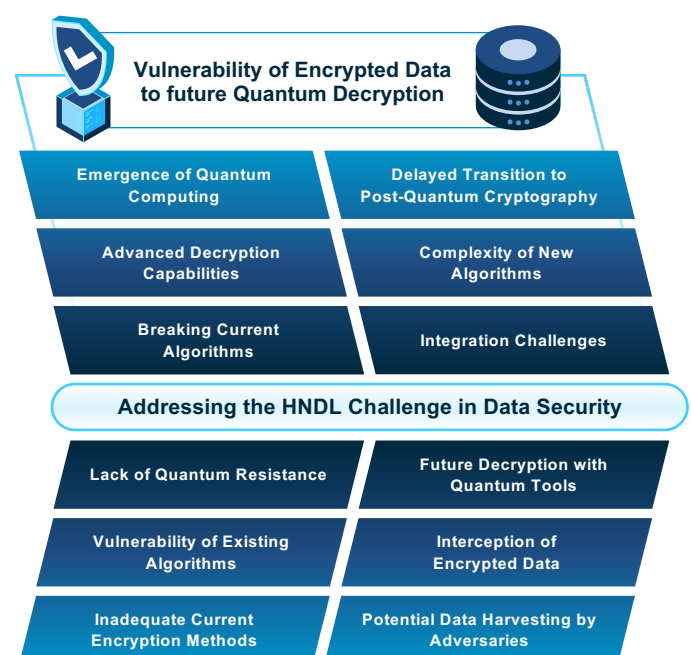 Vulnerability of Encrypted Data
to future Quantum Decryption
Emergence of Quantum
Computing
Delayed Transition to
Post-Quantum Cryptography
Advanced Decryption
Capabilities
Complexity of New
Algorithms
Breaking Current
Algorithms
Integration Challenges
Addressing the HNDL Challenge in Data Security
Lack of Quantum Resistance
Future Decryption with
Quantum Tools
Vulnerability of Existing
Algorithms
Interception of
Encrypted Data
Inadequate Current
Encryption Methods
Potential Data Harvesting by
Adversaries